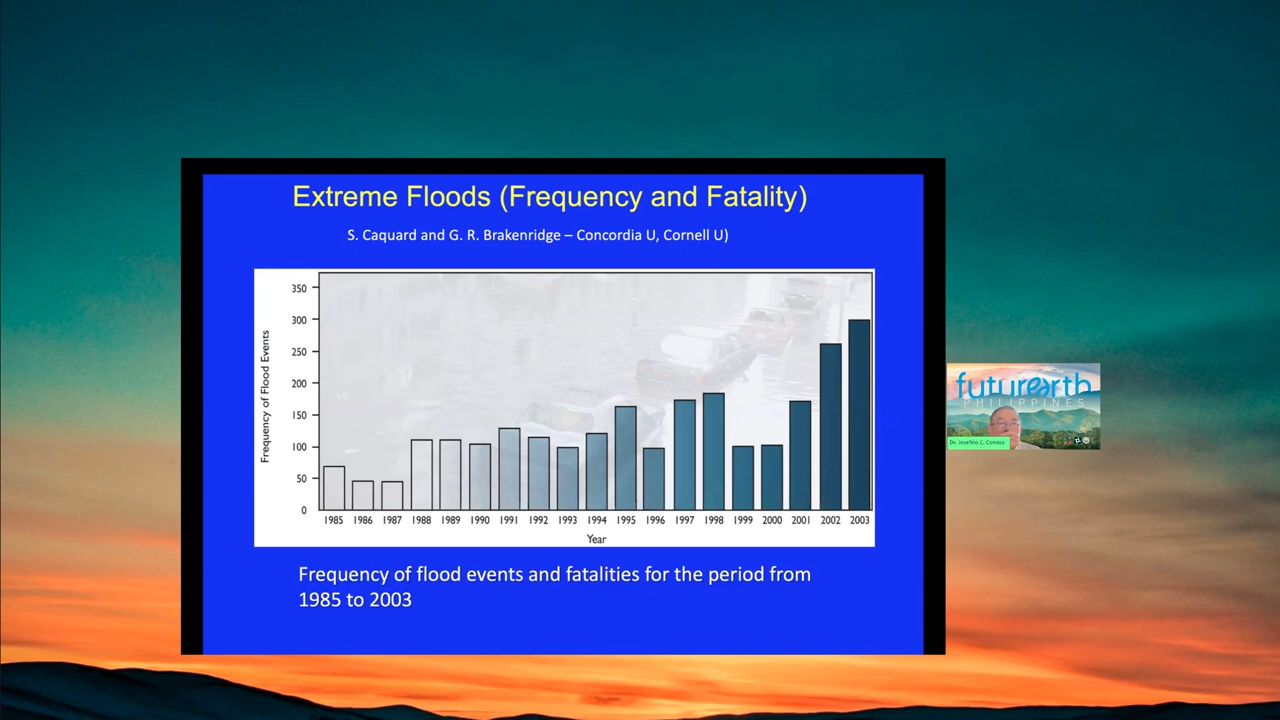 Extreme Floods (Frequency and Fatality)
S. Caquard and G. R. Brakenridge – Concordia U, Cornell U)
Frequency of Flood Events
350
300
250
200
150
100
50
0
1985 1986 1987 1988 1989 1990 1991 1992 1993 1994 1995 1996 1997 1998 1999 2000 2001 2002 2003
Year
Frequency of flood events and fatalities for the period from
1985 to 2003
futurearth
PHILIPPINES
Dr. Josefino C. Comiso